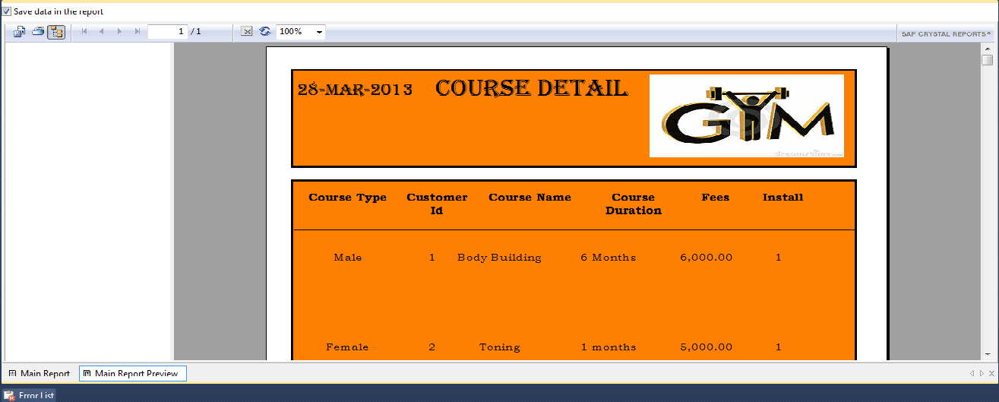 Save data in the report
1 /1 100% SAP CRYSTAL REPORTS®
28-MAR-2013 COURSE DETAIL
GYM
dreamstime.com
Course Type Customer Course Name Course Fees Install
Id Duration
Male 1 Body Building 6 Months 6,000.00 1
Female 2 Toning 1 months 5,000.00 1
Main Report Main Report Preview
Error List